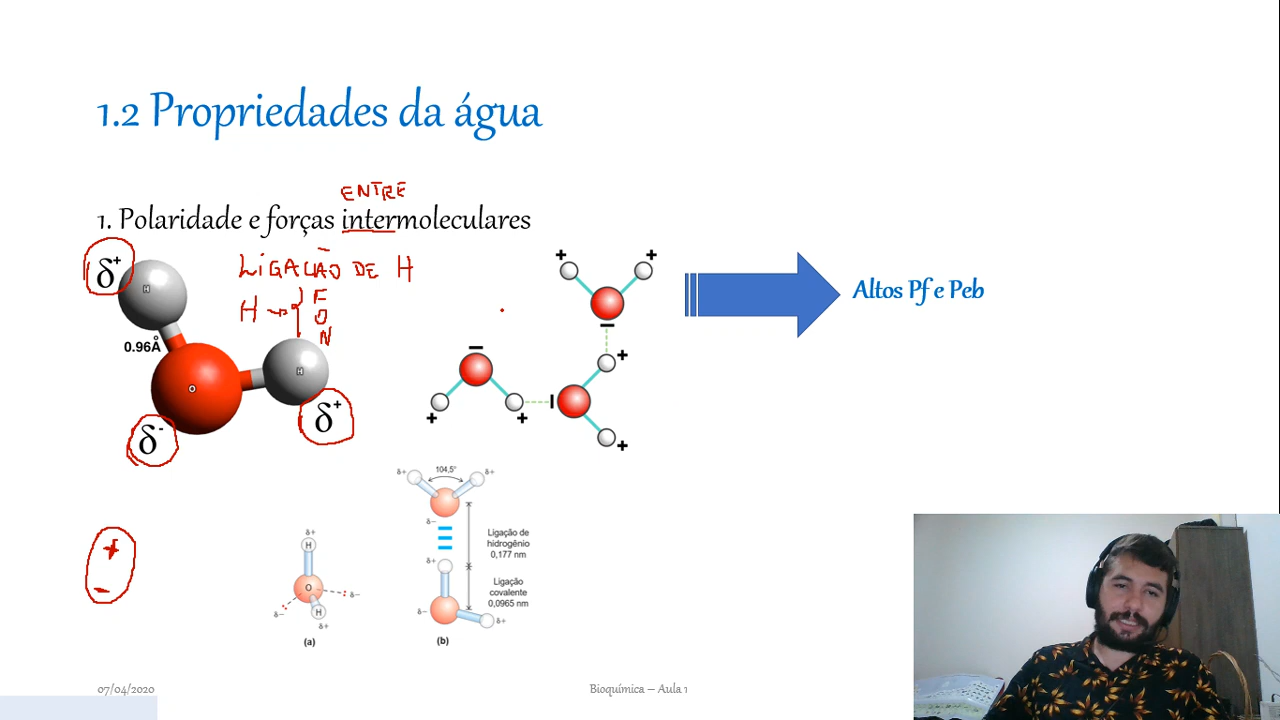 1.2 Propriedades da água
ENTRE
1. Polaridade e forças intermoleculares
LIGAÇÃO DE H
H → { F
O
N
δ+
H
0.96Å
H
O
δ+
δ-
+ +
−
+
−
+ +
−
+
+
Altos Pf e Peb
+
−
δ+
H
O
H
δ-
δ-
δ+
(a)
δ+ 104,5° δ+
δ−
Ligação de
hidrogênio
0,177 nm
δ+
Ligação
covalente
0,0965 nm
δ−
δ+
(b)
07/04/2020
Bioquímica – Aula 1